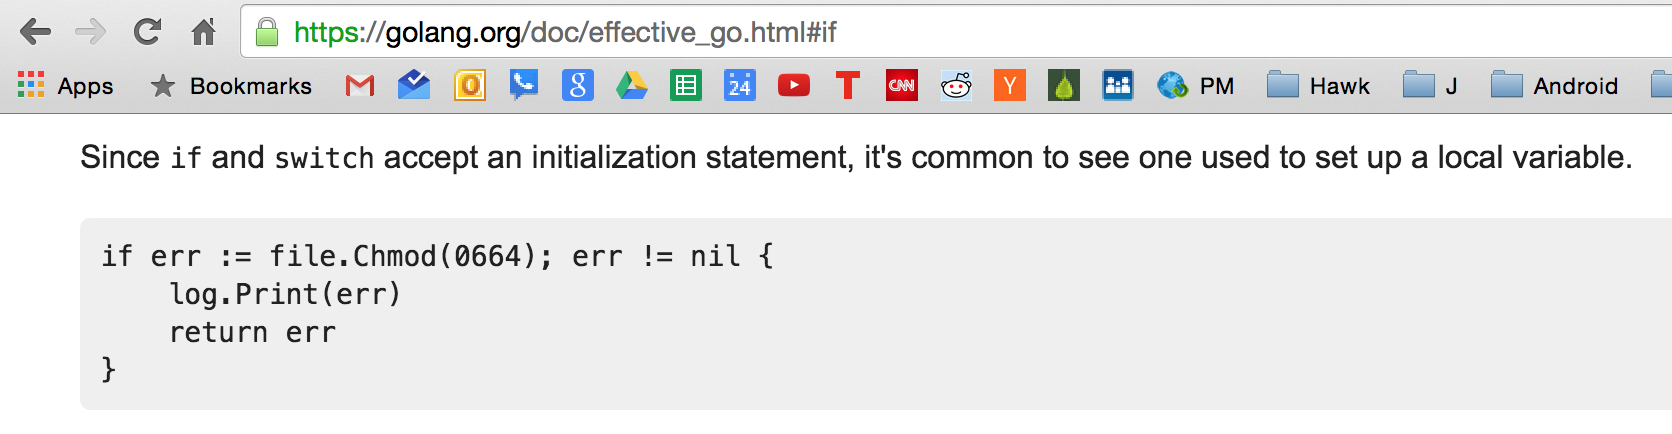 https://golang.org/doc/effective_go.html#if
Apps Bookmarks g 24 T CNN Y PM Hawk J Android
Since if and switch accept an initialization statement, it's common to see one used to set up a local variable.
if err := file.Chmod(0664); err != nil {
    log.Print(err)
    return err
}